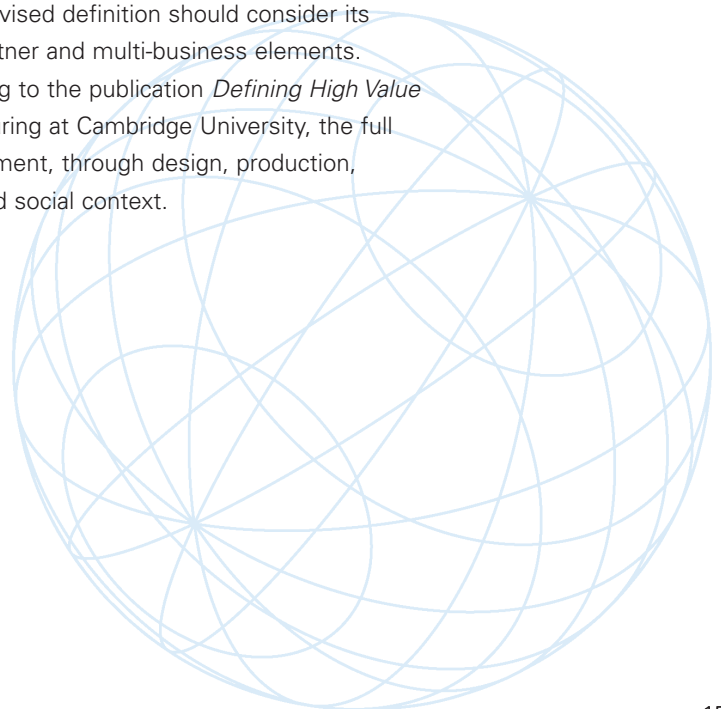 vised definition should consider its
tner and multi-business elements.
g to the publication Defining High Value
ring at Cambridge University, the full
ment, through design, production,
d social context.